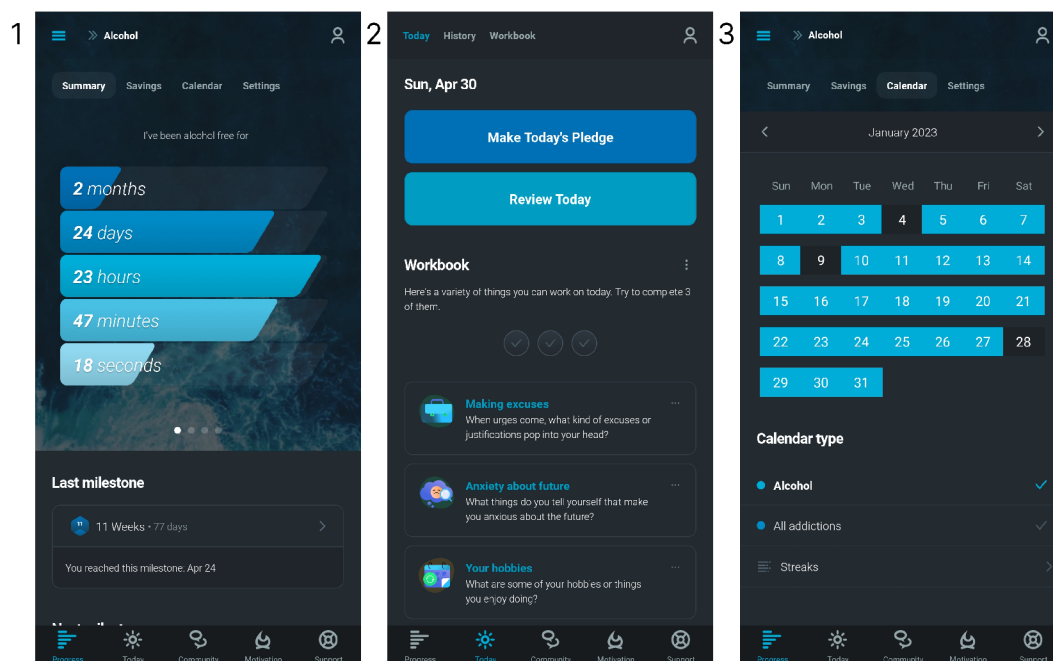 1
Alcohol
Summary Savings Calendar Settings
I've been alcohol free for
2 months
24 days
23 hours
47 minutes
18 seconds
Last milestone
11
11 Weeks • 77 days
You reached this milestone: Apr 24
Progress Today Community Motivation Support
2
Today History Workbook
Sun, Apr 30
Make Today's Pledge
Review Today
Workbook
Here's a variety of things you can work on today. Try to complete 3
of them.
Making excuses
When urges come, what kind of excuses or
justifications pop into your head?
Anxiety about future
What things do you tell yourself that make
you anxious about the future?
Your hobbies
What are some of your hobbies or things
you enjoy doing?
Progress Today Community Motivation Support
3
Alcohol
Summary Savings Calendar Settings
January 2023
Sun Mon Tue Wed Thu Fri Sat
1 2 3 4 5 6 7
8 9 10 11 12 13 14
15 16 17 18 19 20 21
22 23 24 25 26 27 28
29 30 31
Calendar type
Alcohol
All addictions
Streaks
Progress Today Community Motivation Support